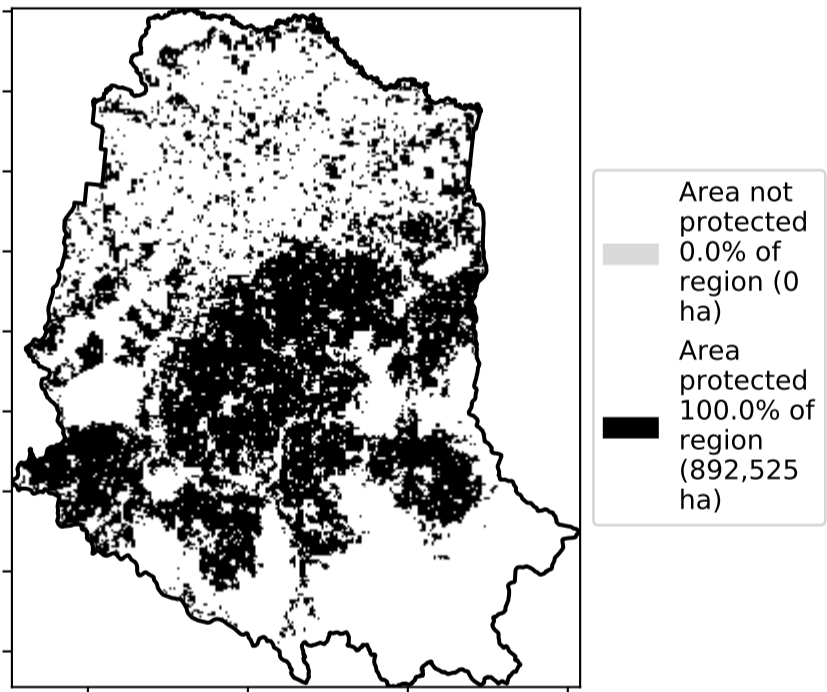 Area not
protected
0.0% of
region (0
ha)
Area
protected
100.0% of
region
(892,525
ha)